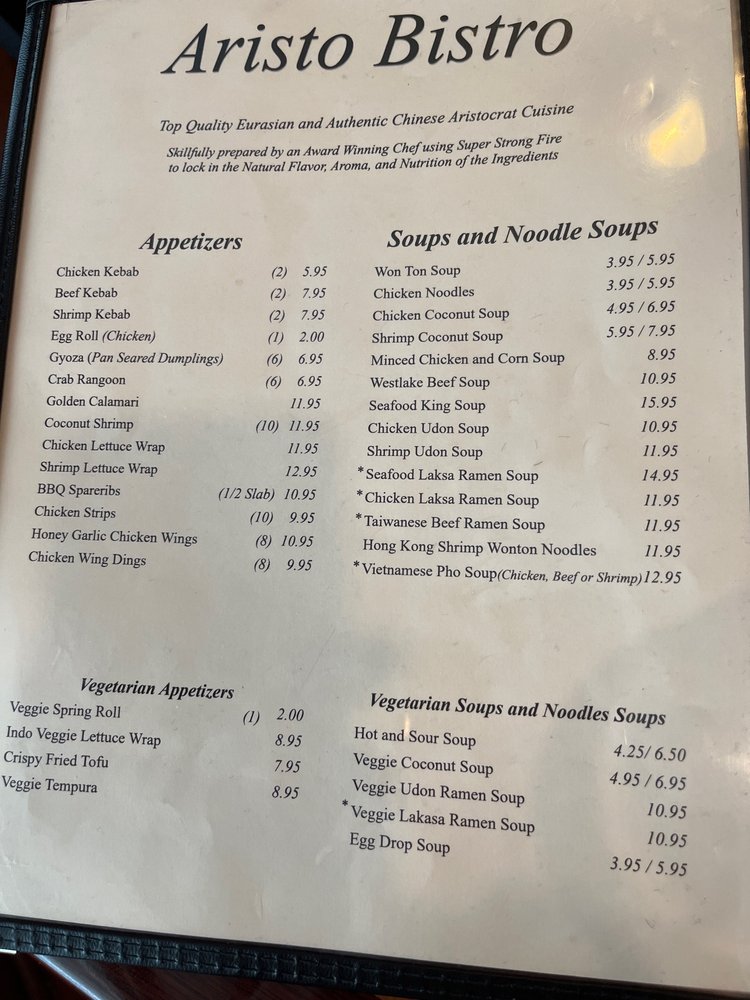 Aristo Bistro
Top Quality Eurasian and Authentic Chinese Aristocrat Cuisine
Skillfully prepared by an Award Winning Chef using Super Strong Fire
to lock in the Natural Flavor, Aroma, and Nutrition of the Ingredients
Appetizers
Chicken Kebab (2) 5.95
Beef Kebab (2) 7.95
Shrimp Kebab (2) 7.95
Egg Roll (Chicken) (1) 2.00
Gyoza (Pan Seared Dumplings) (6) 6.95
Crab Rangoon (6) 6.95
Golden Calamari 11.95
Coconut Shrimp (10) 11.95
Chicken Lettuce Wrap 11.95
Shrimp Lettuce Wrap 12.95
BBQ Spareribs (1/2 Slab) 10.95
Chicken Strips (10) 9.95
Honey Garlic Chicken Wings (8) 10.95
Chicken Wing Dings (8) 9.95
Soups and Noodle Soups
Won Ton Soup 3.95 / 5.95
Chicken Noodles 3.95 / 5.95
Chicken Coconut Soup 4.95 / 6.95
Shrimp Coconut Soup 5.95 / 7.95
Minced Chicken and Corn Soup 8.95
Westlake Beef Soup 10.95
Seafood King Soup 15.95
Chicken Udon Soup 10.95
Shrimp Udon Soup 11.95
*Seafood Laksa Ramen Soup 14.95
*Chicken Laksa Ramen Soup 11.95
*Taiwanese Beef Ramen Soup 11.95
Hong Kong Shrimp Wonton Noodles 11.95
*Vietnamese Pho Soup(Chicken, Beef or Shrimp)12.95
Vegetarian Appetizers
Veggie Spring Roll (1) 2.00
Indo Veggie Lettuce Wrap 8.95
Crispy Fried Tofu 7.95
Veggie Tempura 8.95
Vegetarian Soups and Noodles Soups
Hot and Sour Soup 4.25/ 6.50
Veggie Coconut Soup 4.95 / 6.95
Veggie Udon Ramen Soup 10.95
*Veggie Lakasa Ramen Soup 10.95
Egg Drop Soup 3.95 / 5.95